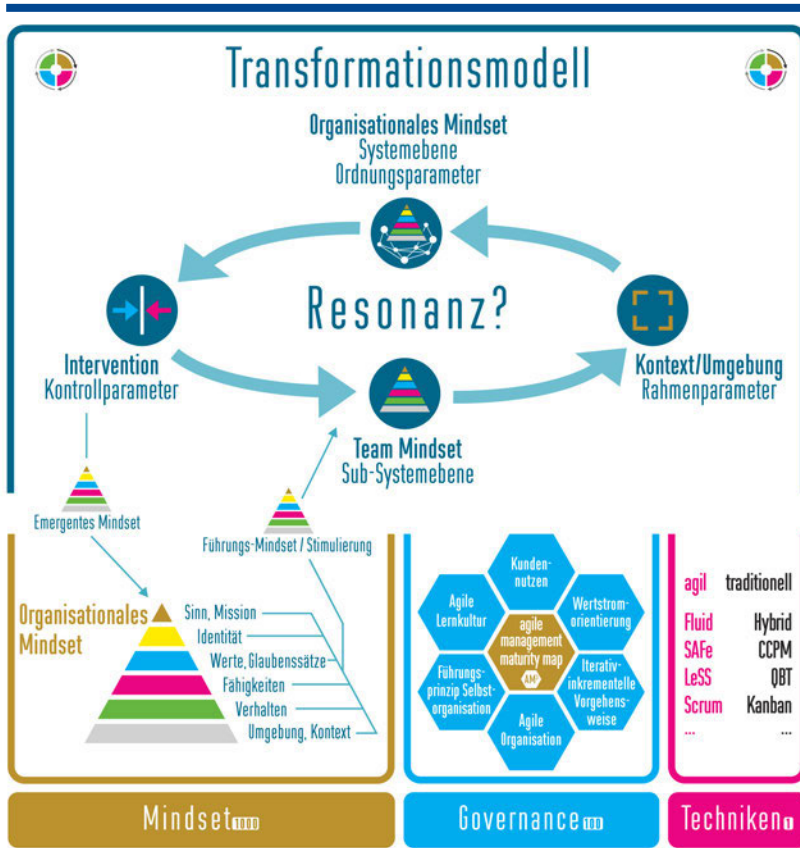 Transformationsmodell
Organisationales Mindset
Systemebene
Ordnungsparameter
Resonanz?
Intervention
Kontrollparameter
Kontext/Umgebung
Rahmenparameter
Team Mindset
Sub-Systemebene
Emergentes Mindset
Führungs-Mindset / Stimulierung
Organisationales
Mindset
Sinn, Mission
Identität
Werte, Glaubenssätze
Fähigkeiten
Verhalten
Umgebung, Kontext
Kunden-
nutzen
Agile
Lernkultur
Wertstrom-
orientierung
agile
management
maturity map
AM³
Führungs-
prinzip Selbst-
organisation
Iterativ-
inkrementelle
Vorgehens-
weise
Agile
Organisation
agil traditionell
Fluid Hybrid
SAFe CCPM
LeSS QBT
Scrum Kanban
... ...
Mindset 1000
Governance 100
Techniken 1